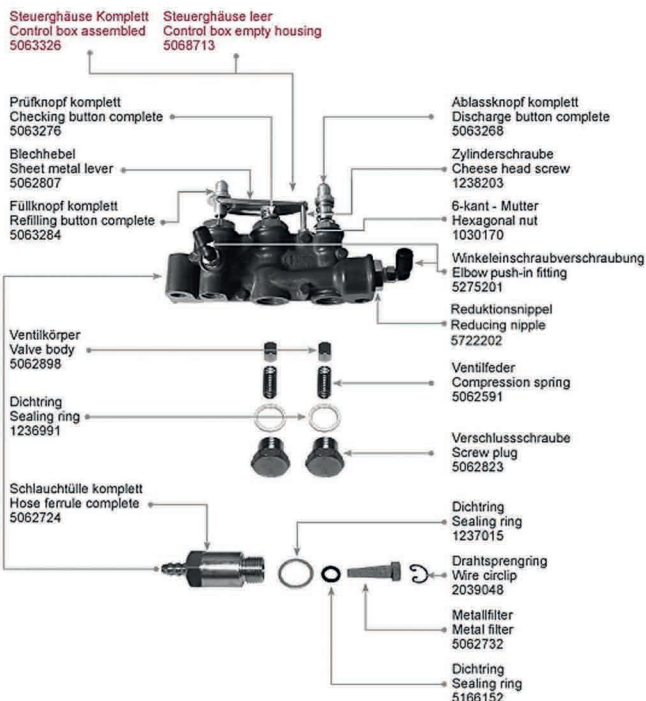 Steuerghäuse Komplett
Control box assembled
5063326
Steuerghäuse leer
Control box empty housing
5068713
Prüfknopf komplett
Checking button complete
5063276
Blechhebel
Sheet metal lever
5062807
Füllknopf komplett
Refilling button complete
5063284
Ablassknopf komplett
Discharge button complete
5063268
Zylinderschraube
Cheese head screw
1238203
6-kant - Mutter
Hexagonal nut
1030170
Winkeleinschraubverschraubung
Elbow push-in fitting
5275201
Reduktionsnippel
Reducing nipple
5722202
Ventilkörper
Valve body
5062898
Dichtring
Sealing ring
1236991
Ventilfeder
Compression spring
5062591
Verschlussschraube
Screw plug
5062823
Schlauchtülle komplett
Hose ferrule complete
5062724
Dichtring
Sealing ring
1237015
Drahtsprengring
Wire circlip
2039048
Metallfilter
Metal filter
5062732
Dichtring
Sealing ring
5166152